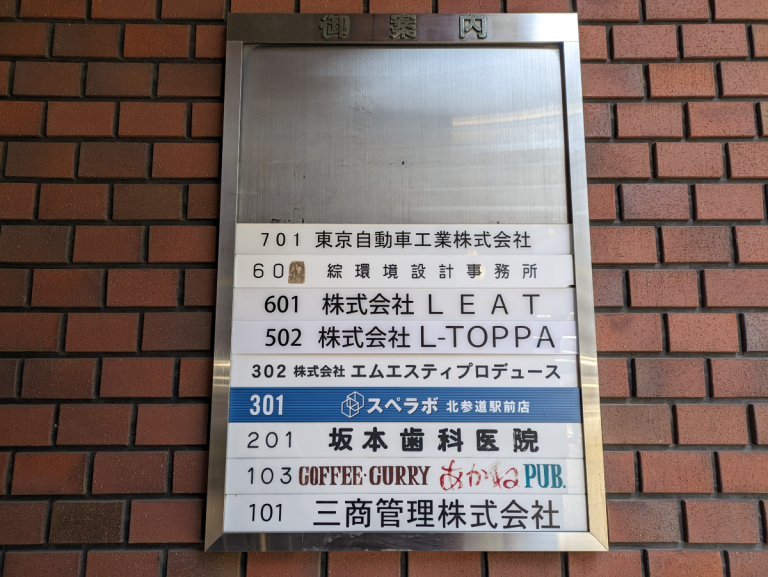 御案内
701 東京自動車工業株式会社
60 綜環境設計事務所
601 株式会社 LEAT
502 株式会社 L-TOPPA
302 株式会社 エムエスティプロデュース
301 スペラボ 北参道駅前店
201 坂本歯科医院
103 COFFEE・CURRY あかね PUB.
101 三商管理株式会社